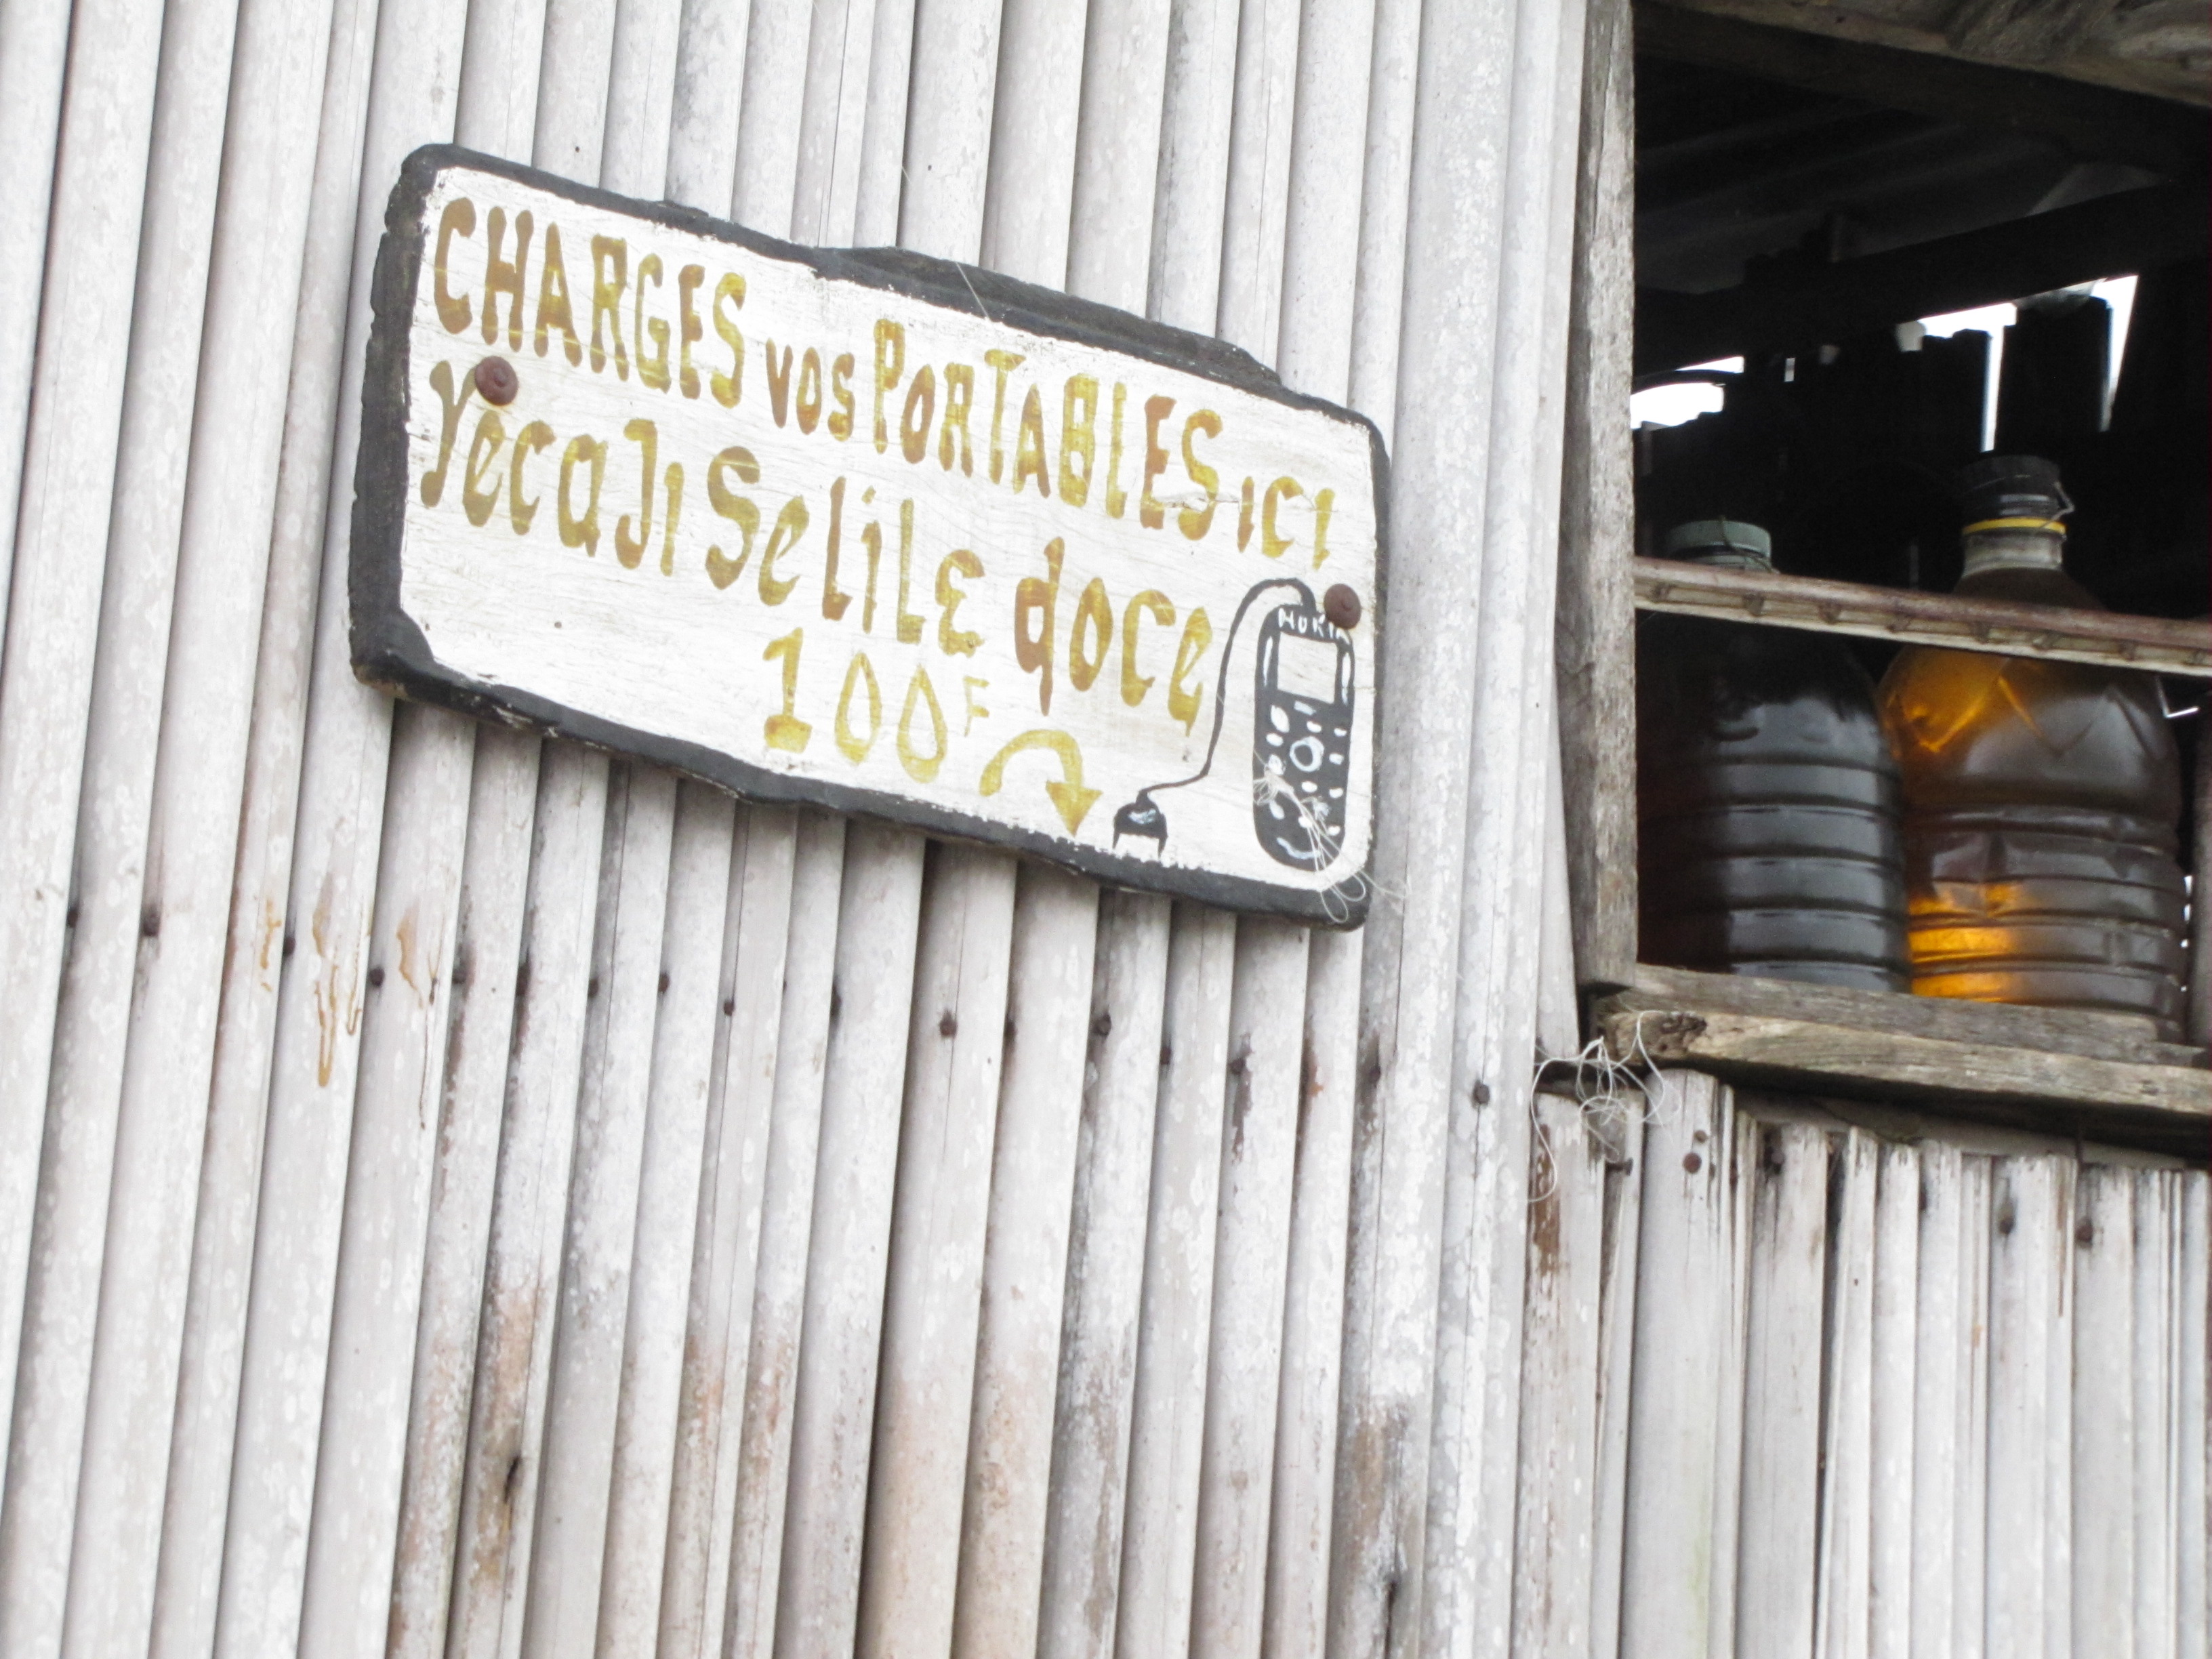 CHARGES vos PORTABLES ICI
Yecaji SeliLE doce
100F
NOKIA